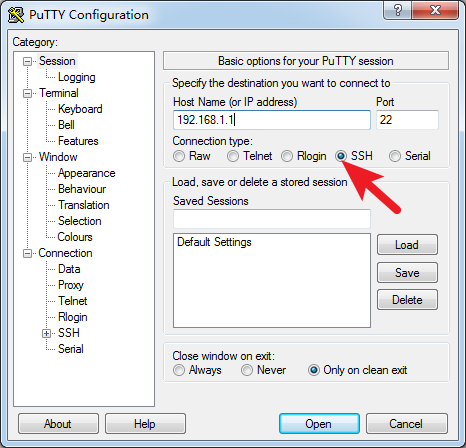 PuTTY Configuration
Category:
Session
Logging
Terminal
Keyboard
Bell
Features
Window
Appearance
Behaviour
Translation
Selection
Colours
Connection
Data
Proxy
Telnet
Rlogin
SSH
Serial
Basic options for your PuTTY session
Specify the destination you want to connect to
Host Name (or IP address) Port
192.168.1.1 22
Connection type:
Raw Telnet Rlogin SSH Serial
Load, save or delete a stored session
Saved Sessions
Default Settings
Load
Save
Delete
Close window on exit:
Always Never Only on clean exit
About Help Open Cancel